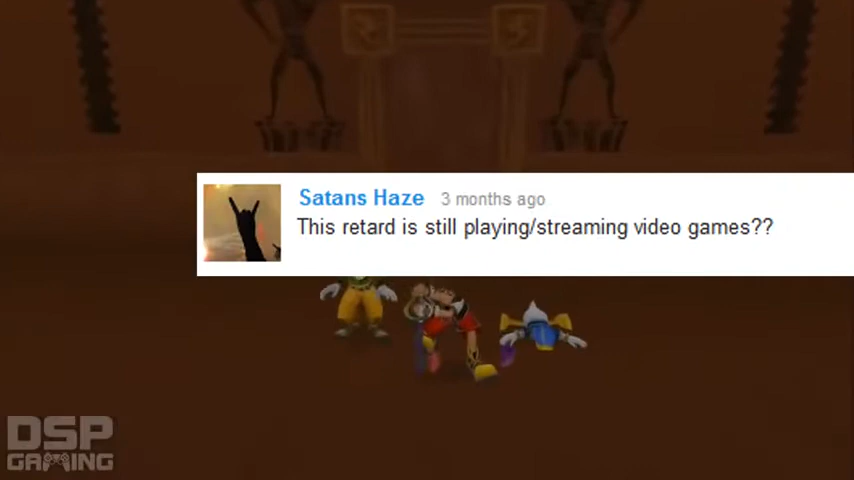 Satans Haze 3 months ago
This retard is still playing/streaming video games??
DSP
GAMING